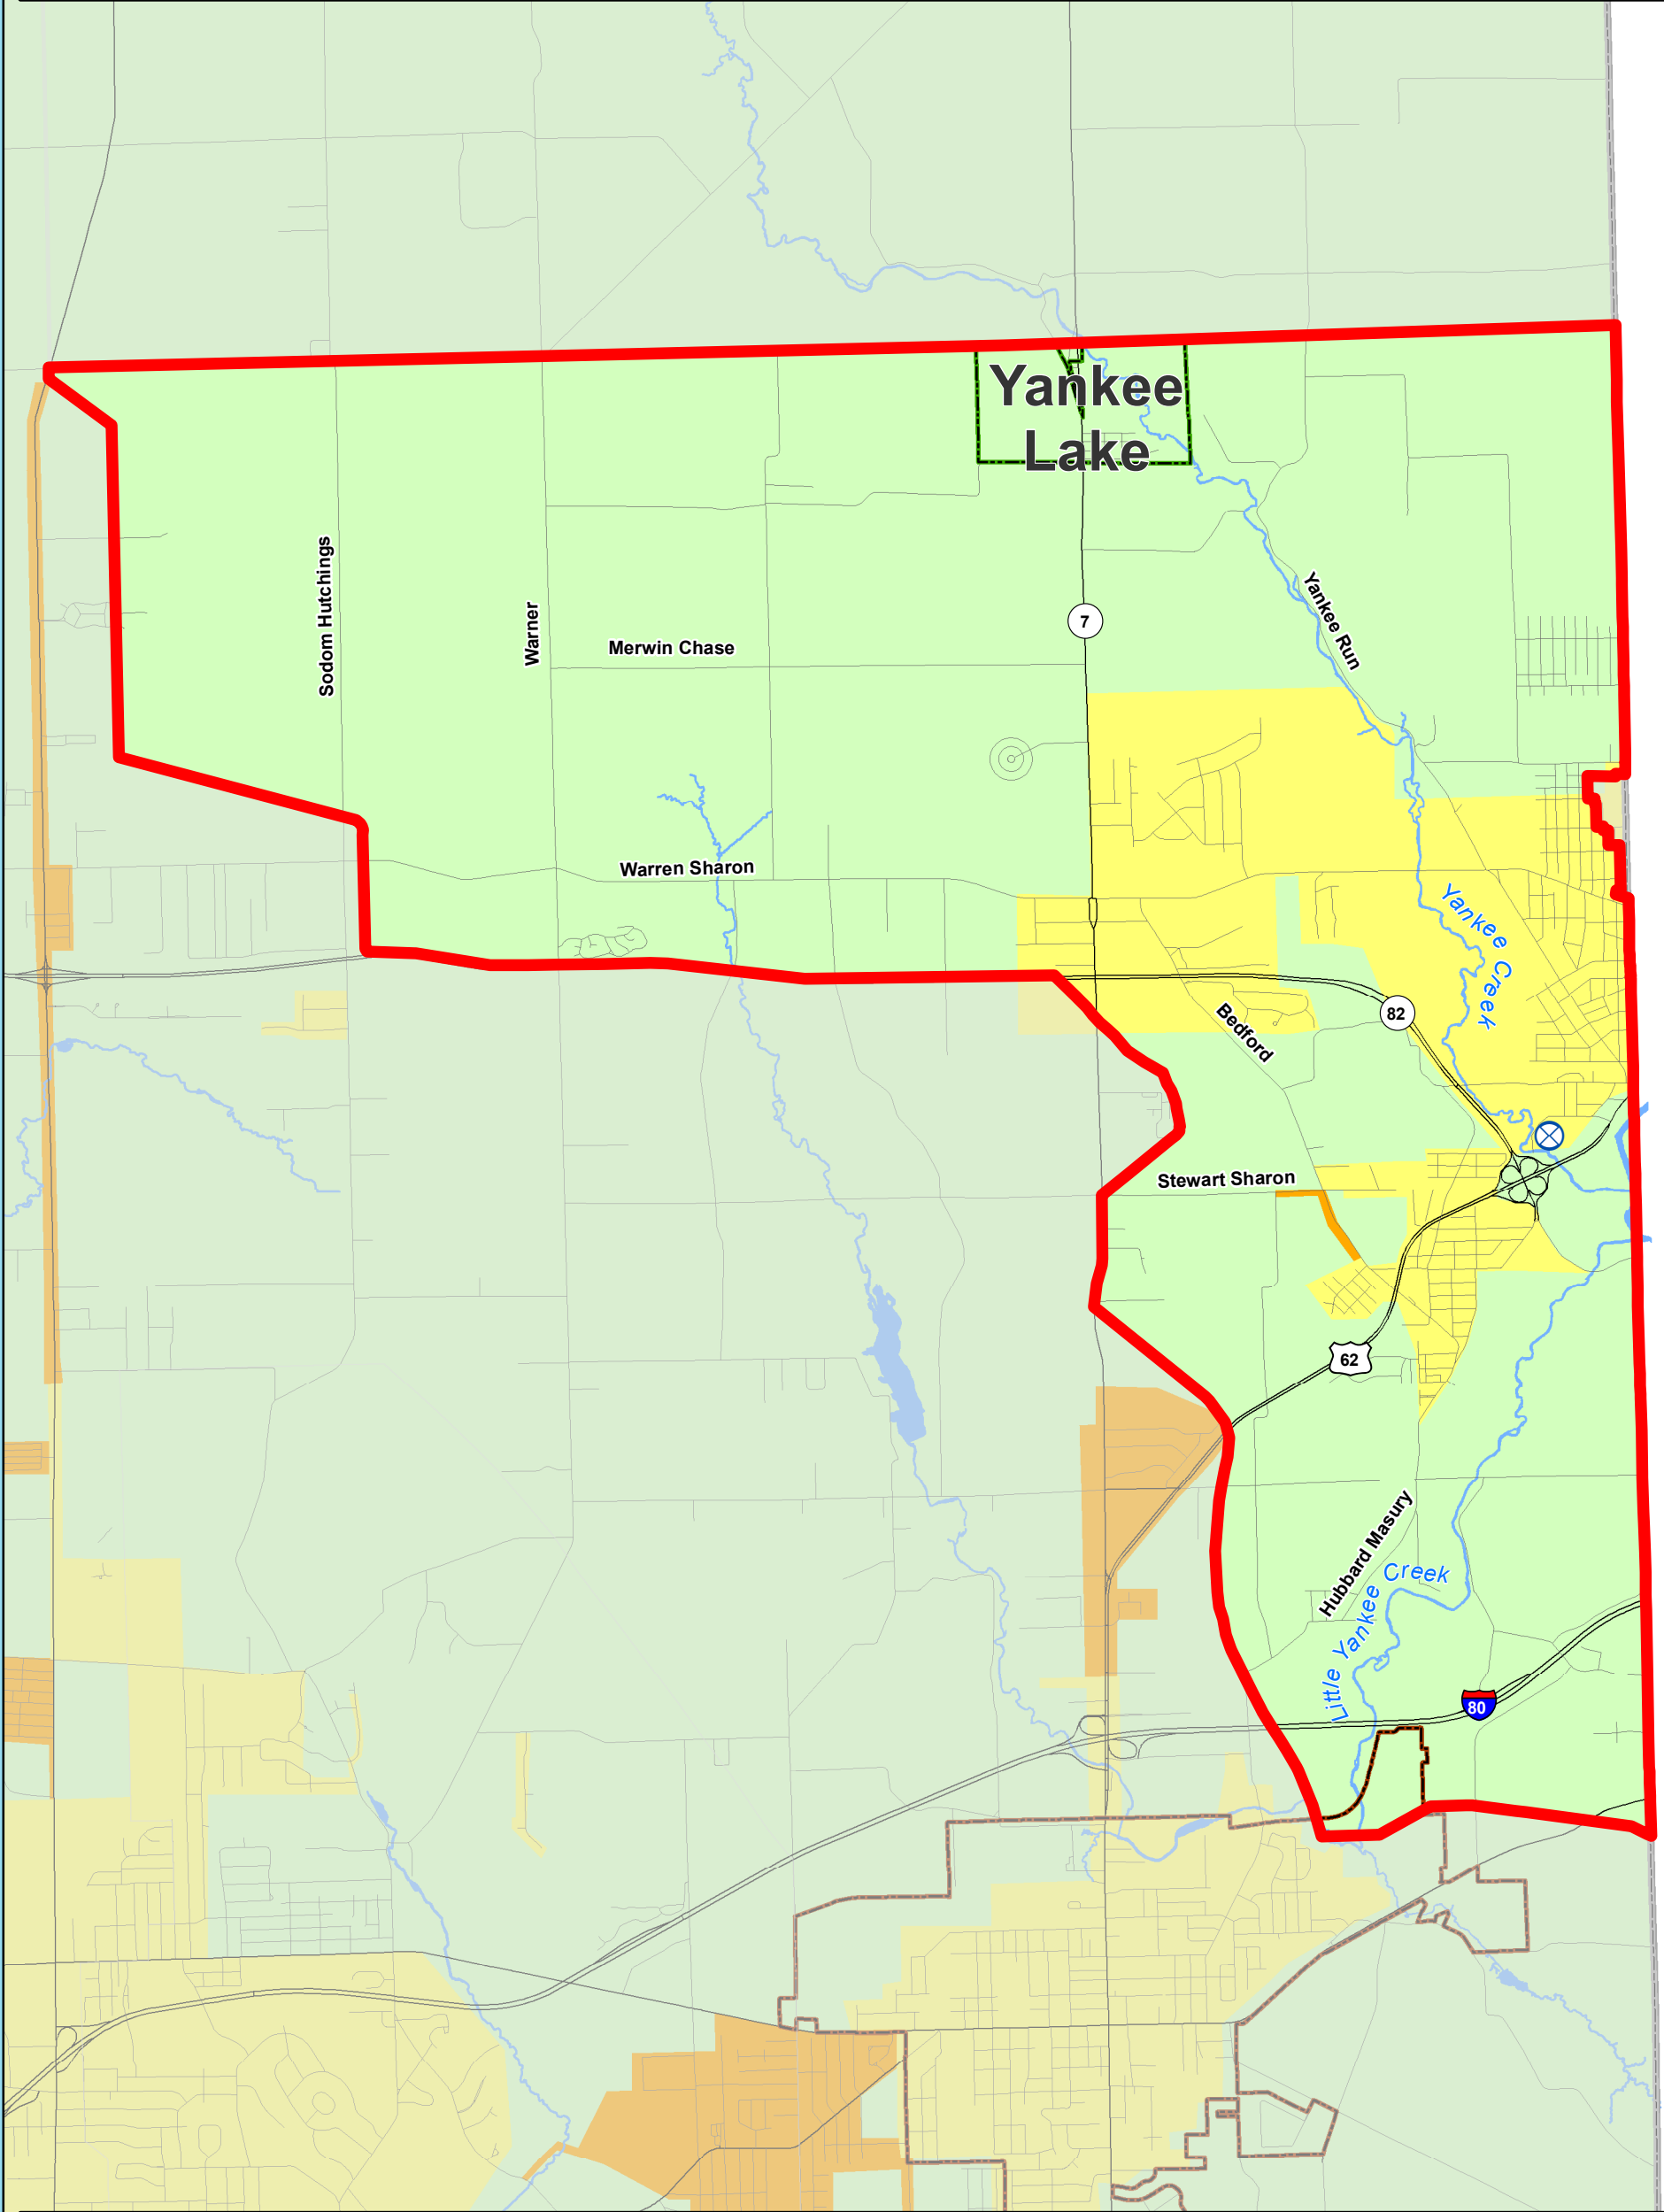 Yankee
Lake
Sodom Hutchings
Warner
Merwin Chase
7
Yankee Run
Warren Sharon
Yankee Creek
82
Bedford
Stewart Sharon
62
Hubbard Masury
Little Yankee Creek
80